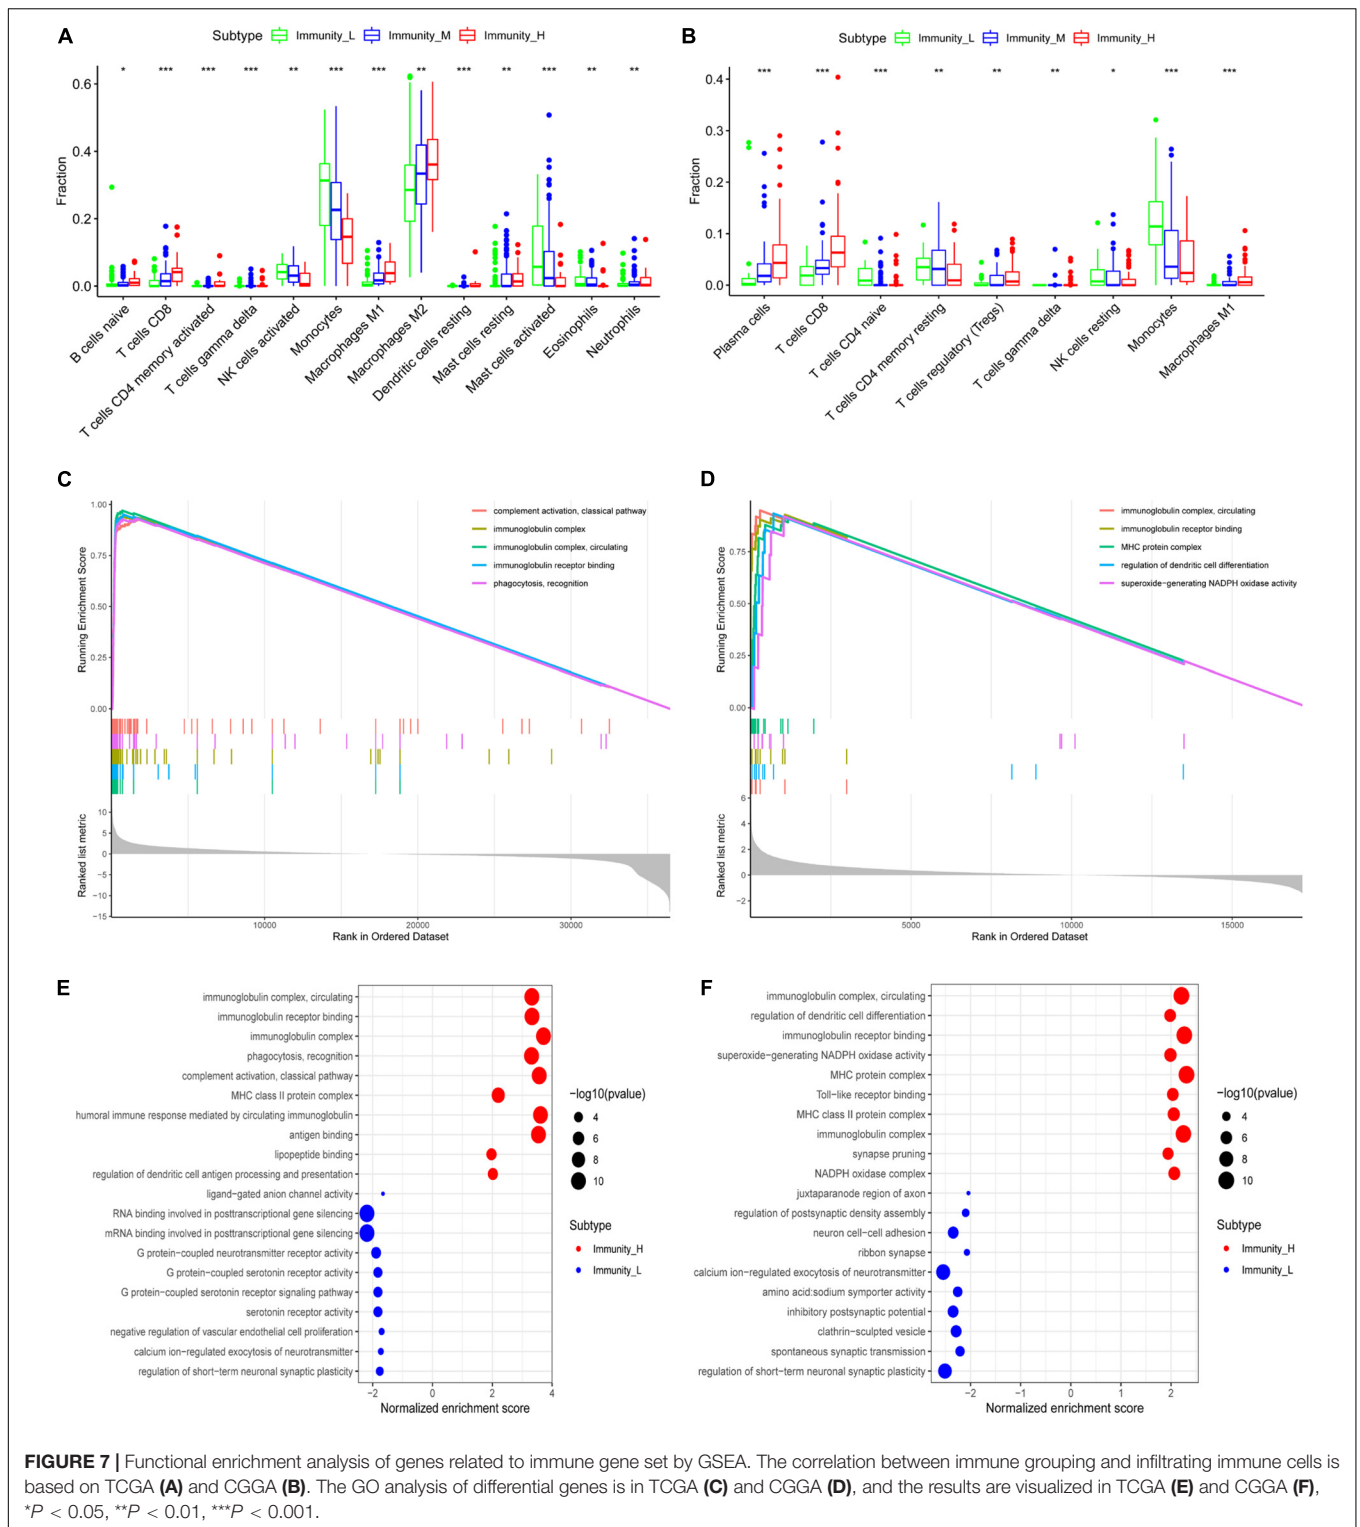 A
Subtype Immunity_L Immunity_M Immunity_H
* *** *** *** ** *** *** ** *** ** *** ** **
Fraction
0.6
0.4
0.2
0.0
B cells naive
T cells CD8
T cells CD4 memory activated
T cells gamma delta
NK cells activated
Monocytes
Macrophages M1
Macrophages M2
Dendritic cells resting
Mast cells resting
Mast cells activated
Eosinophils
Neutrophils
B
Subtype Immunity_L Immunity_M Immunity_H
*** *** *** ** ** ** * *** ***
Fraction
0.4
0.3
0.2
0.1
0.0
Plasma cells
T cells CD8
T cells CD4 naive
T cells CD4 memory resting
T cells regulatory (Tregs)
T cells gamma delta
NK cells resting
Monocytes
Macrophages M1
C
Running Enrichment Score
1.00
0.75
0.50
0.25
0.00
complement activation, classical pathway
immunoglobulin complex
immunoglobulin complex, circulating
immunoglobulin receptor binding
phagocytosis, recognition
Ranked list metric
10
5
0
−5
−10
−15
10000 20000 30000
Rank in Ordered Dataset
D
Running Enrichment Score
0.75
0.50
0.25
0.00
immunoglobulin complex, circulating
immunoglobulin receptor binding
MHC protein complex
regulation of dendritic cell differentiation
superoxide−generating NADPH oxidase activity
Ranked list metric
6
4
2
0
−2
5000 10000 15000
Rank in Ordered Dataset
E
immunoglobulin complex, circulating
immunoglobulin receptor binding
immunoglobulin complex
phagocytosis, recognition
complement activation, classical pathway
MHC class II protein complex
humoral immune response mediated by circulating immunoglobulin
antigen binding
lipopeptide binding
regulation of dendritic cell antigen processing and presentation
ligand-gated anion channel activity
RNA binding involved in posttranscriptional gene silencing
mRNA binding involved in posttranscriptional gene silencing
G protein-coupled neurotransmitter receptor activity
G protein-coupled serotonin receptor activity
G protein-coupled serotonin receptor signaling pathway
serotonin receptor activity
negative regulation of vascular endothelial cell proliferation
calcium ion-regulated exocytosis of neurotransmitter
regulation of short-term neuronal synaptic plasticity
−2 0 2 4
Normalized enrichment score
−log10(pvalue)
4
6
8
10
Subtype
Immunity_H
Immunity_L
F
immunoglobulin complex, circulating
regulation of dendritic cell differentiation
immunoglobulin receptor binding
superoxide-generating NADPH oxidase activity
MHC protein complex
Toll-like receptor binding
MHC class II protein complex
immunoglobulin complex
synapse pruning
NADPH oxidase complex
juxtaparanode region of axon
regulation of postsynaptic density assembly
neuron cell-cell adhesion
ribbon synapse
calcium ion-regulated exocytosis of neurotransmitter
amino acid:sodium symporter activity
inhibitory postsynaptic potential
clathrin-sculpted vesicle
spontaneous synaptic transmission
regulation of short-term neuronal synaptic plasticity
−2 −1 0 1 2
Normalized enrichment score
−log10(pvalue)
4
6
8
10
Subtype
Immunity_H
Immunity_L
FIGURE 7 | Functional enrichment analysis of genes related to immune gene set by GSEA. The correlation between immune grouping and infiltrating immune cells is
based on TCGA (A) and CGGA (B). The GO analysis of differential genes is in TCGA (C) and CGGA (D), and the results are visualized in TCGA (E) and CGGA (F),
*P < 0.05, **P < 0.01, ***P < 0.001.